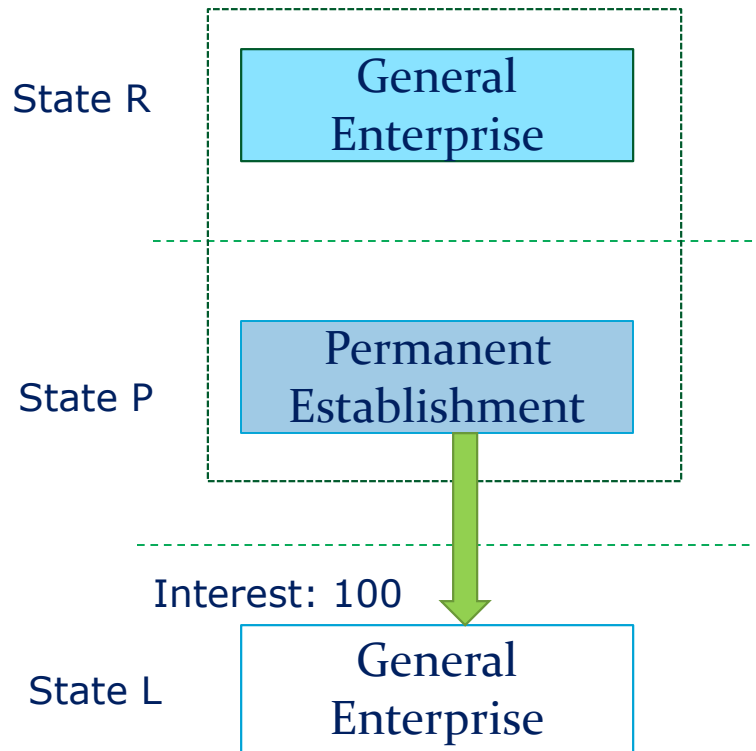 State R
General
Enterprise
State P
Permanent
Establishment
Interest: 100
State L
General
Enterprise